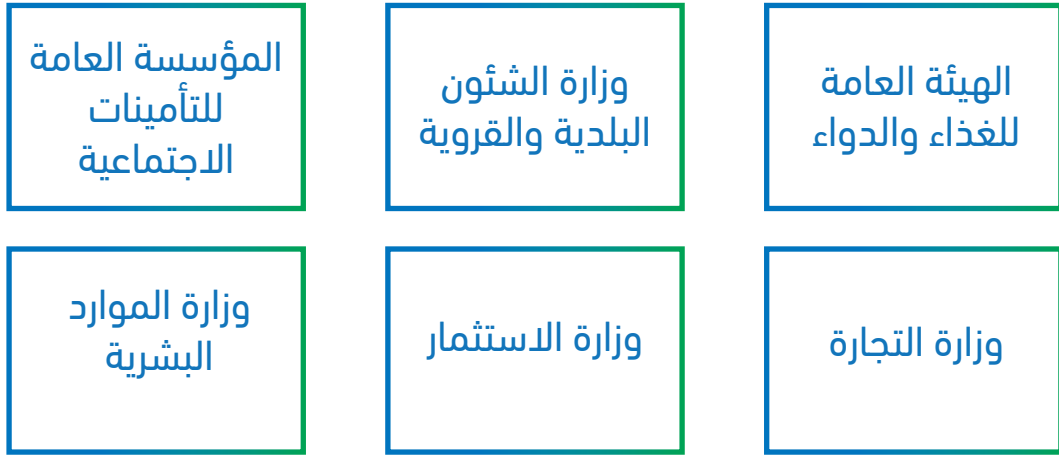 الهيئة العامة
للغذاء والدواء
وزارة الشئون
البلدية والقروية
المؤسسة العامة
للتأمينات
الاجتماعية
وزارة التجارة
وزارة الاستثمار
وزارة الموارد
البشرية